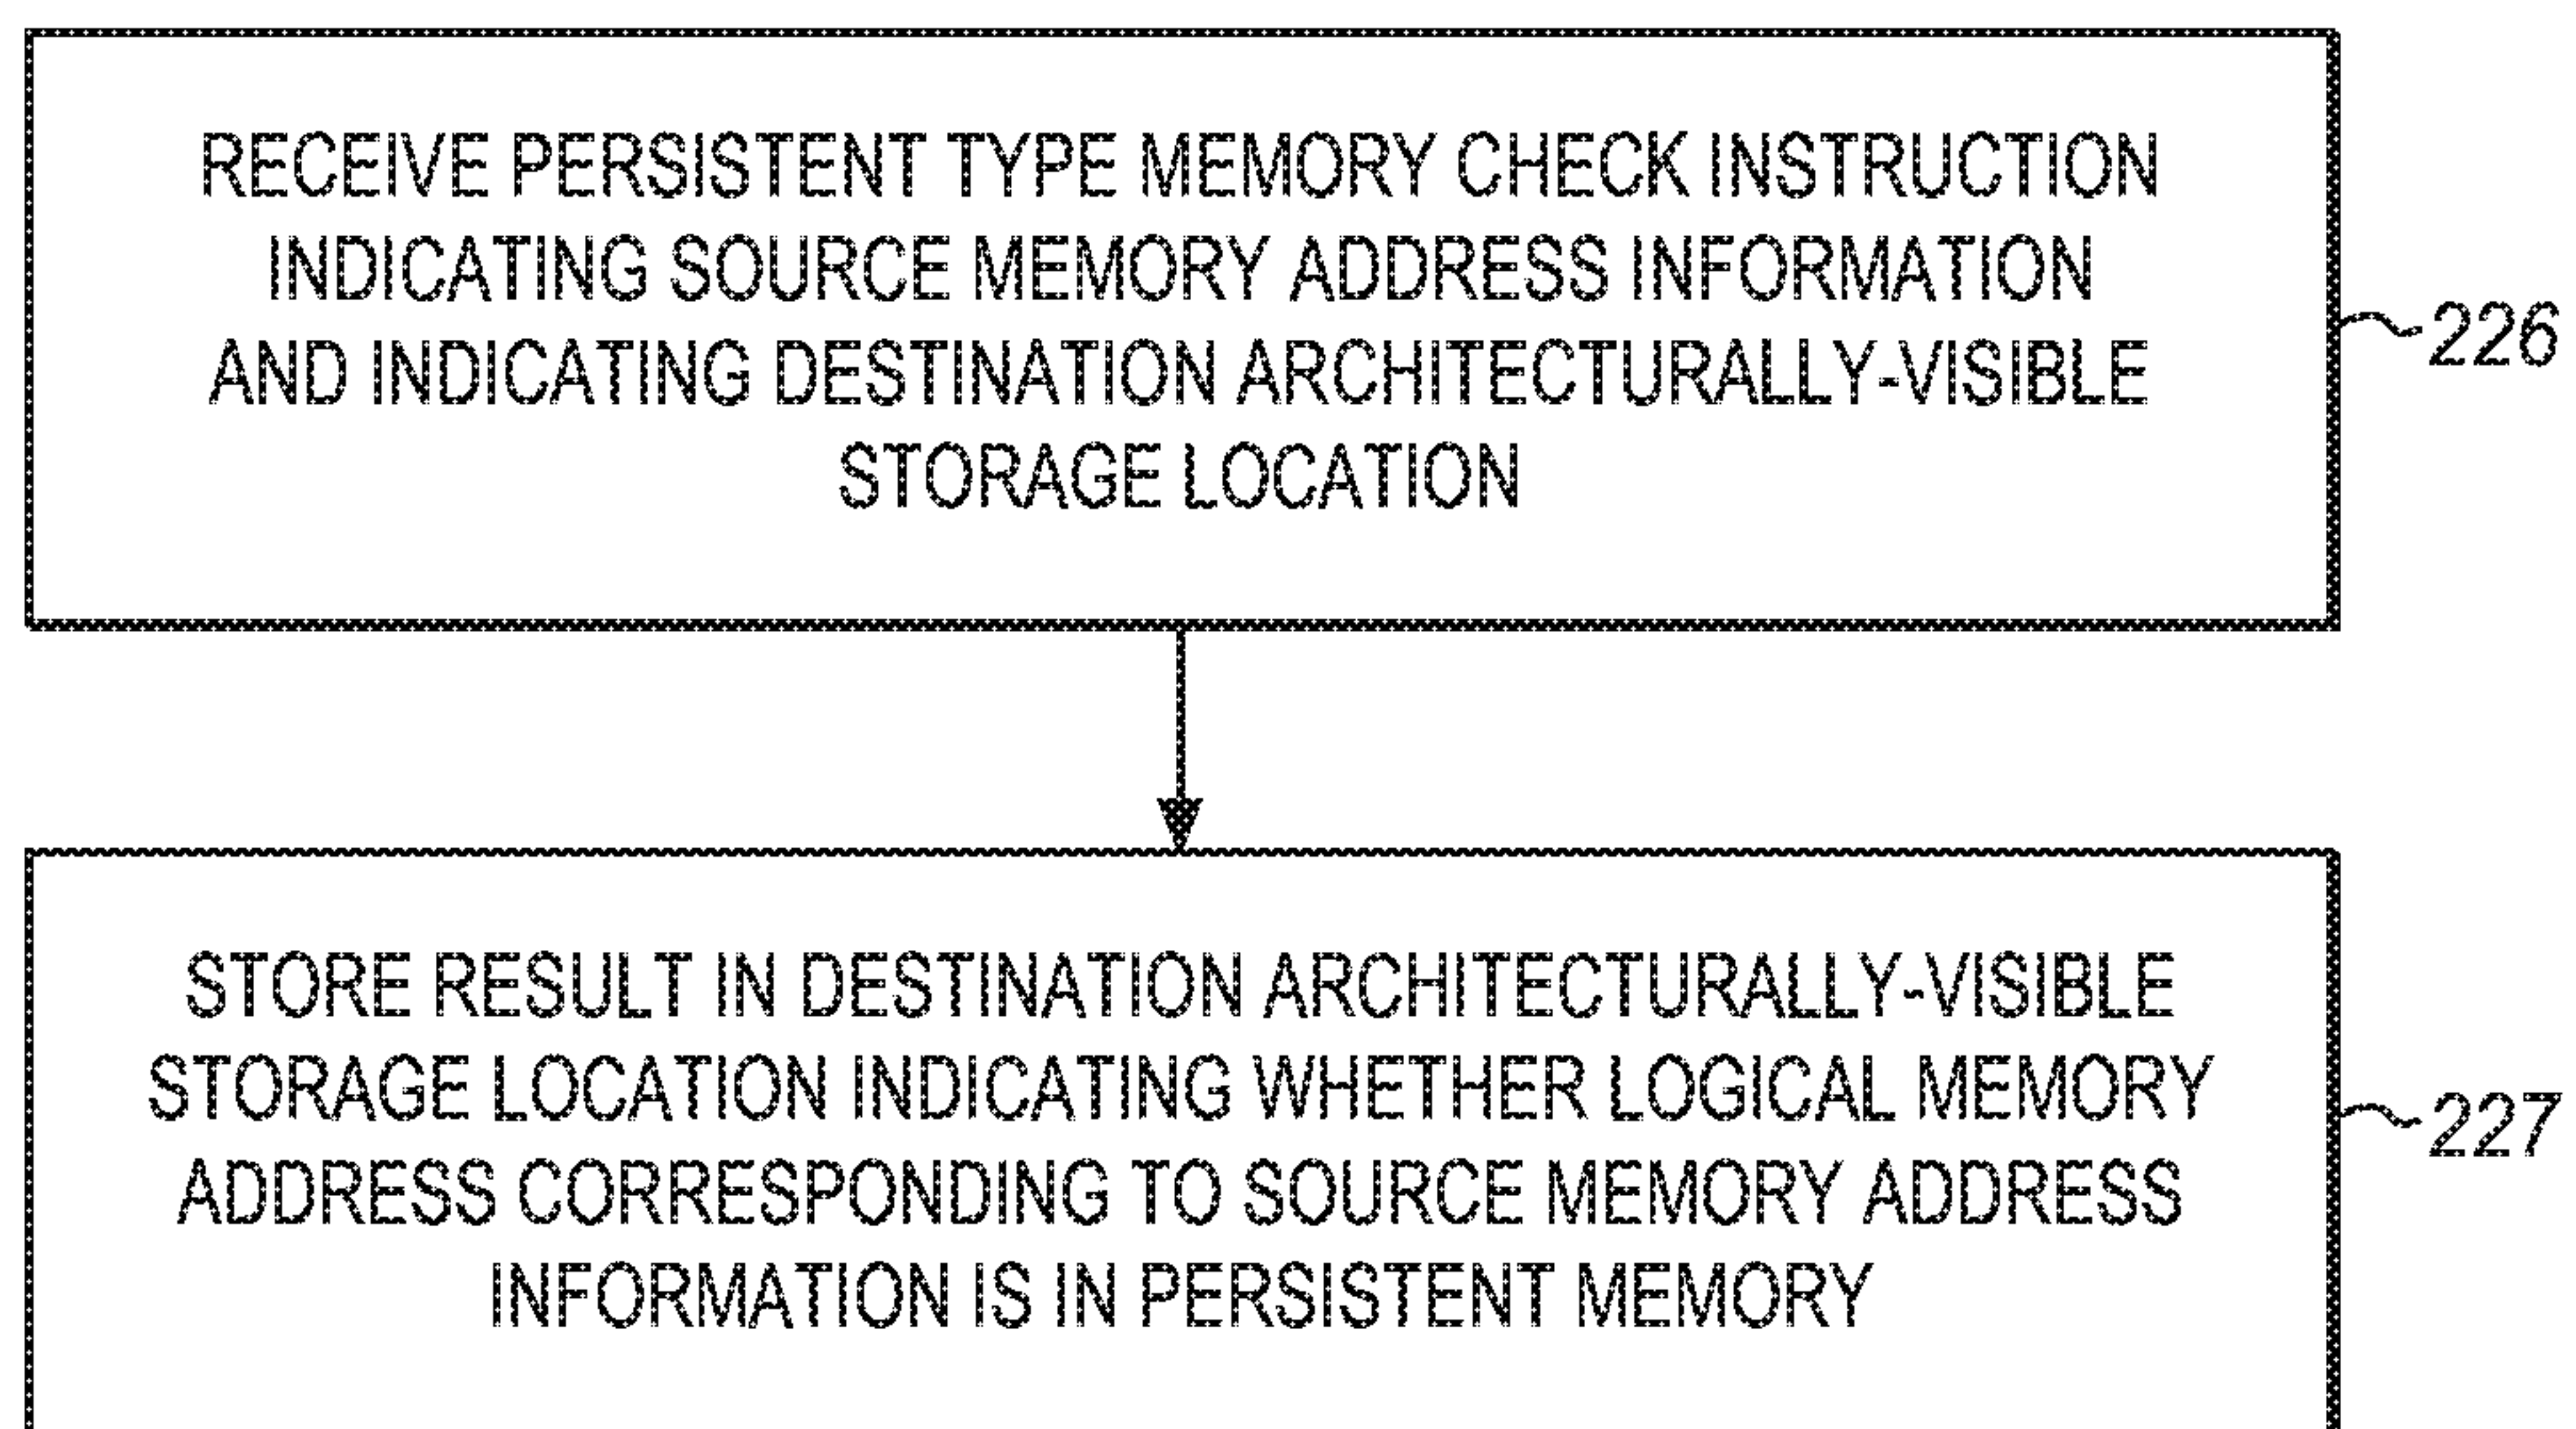 RECEIVE PERSISTENT TYPE MEMORY CHECK INSTRUCTION
INDICATING SOURCE MEMORY ADDRESS INFORMATION
AND INDICATING DESTINATION ARCHITECTURALLY-VISIBLE
STORAGE LOCATION
226
STORE RESULT IN DESTINATION ARCHITECTURALLY-VISIBLE
STORAGE LOCATION INDICATING WHETHER LOGICAL MEMORY
ADDRESS CORRESPONDING TO SOURCE MEMORY ADDRESS
INFORMATION IS IN PERSISTENT MEMORY
227